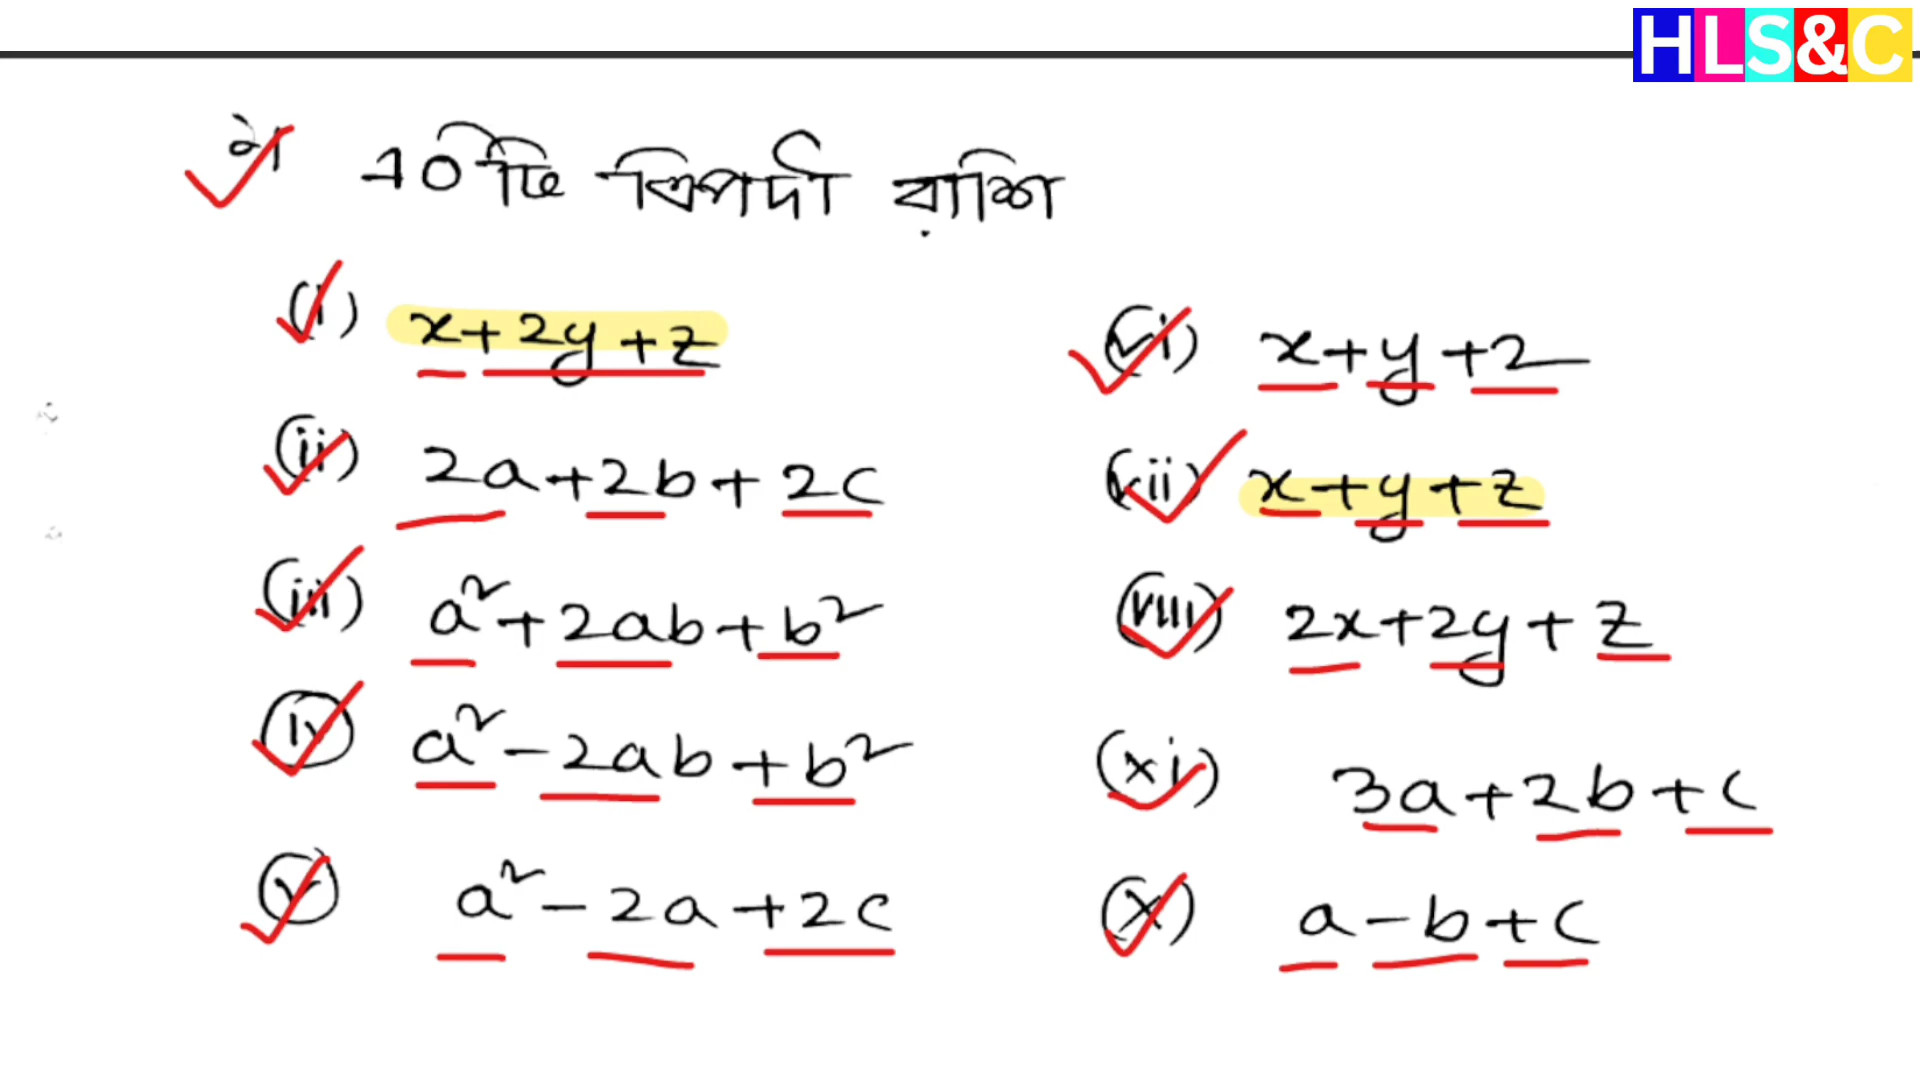 HLS&C
২। ১০টি ত্রিপদী রাশি
(i) x+2y+z
(ii) 2a+2b+2c
(iii) a²+2ab+b²
(iv) a²-2ab+b²
(v) a²-2a+2c
(vi) x+y+2
(vii) x+y+z
(viii) 2x+2y+z
(xi) 3a+2b+c
(x) a-b+c